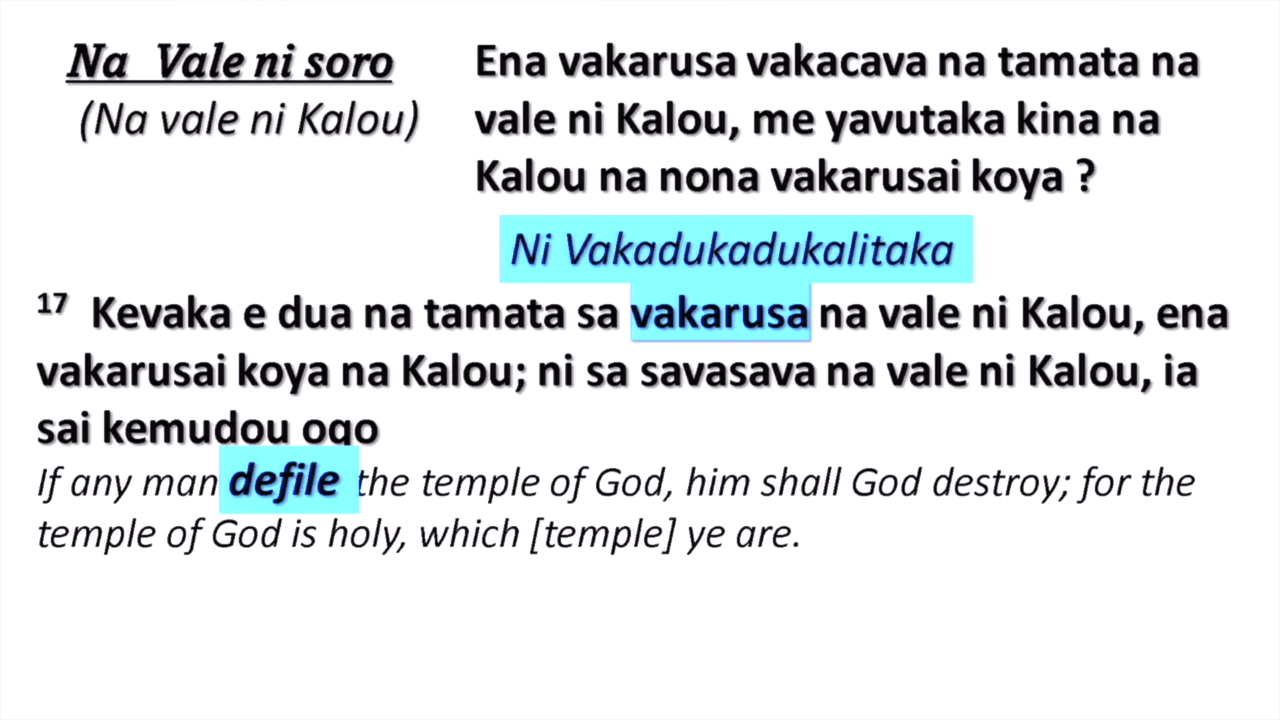 Na Vale ni soro
(Na vale ni Kalou)
Ena vakarusa vakacava na tamata na
vale ni Kalou, me yavutaka kina na
Kalou na nona vakarusai koya ?
Ni Vakadukadukalitaka
17 Kevaka e dua na tamata sa vakarusa na vale ni Kalou, ena
vakarusai koya na Kalou; ni sa savasava na vale ni Kalou, ia
sai kemudou oqo
If any man defile the temple of God, him shall God destroy; for the
temple of God is holy, which [temple] ye are.